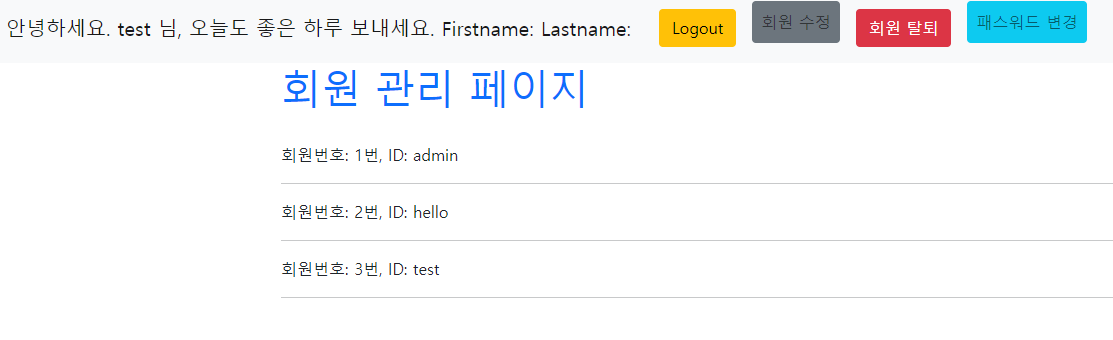 안녕하세요. test 님, 오늘도 좋은 하루 보내세요. Firstname: Lastname: Logout 회원 수정 회원 탈퇴 패스워드 변경
회원 관리 페이지
회원번호: 1번, ID: admin
회원번호: 2번, ID: hello
회원번호: 3번, ID: test